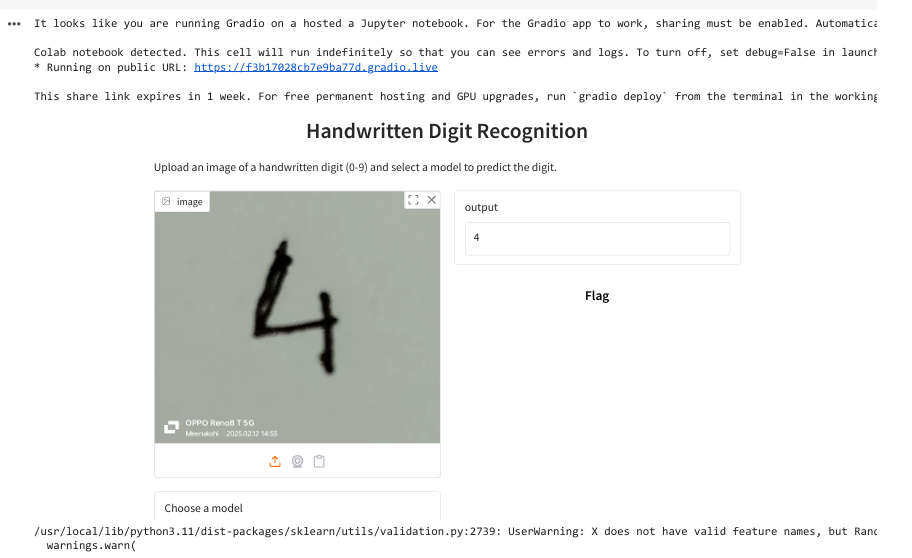 It looks like you are running Gradio on a hosted a Jupyter notebook. For the Gradio app to work, sharing must be enabled. Automatica
Colab notebook detected. This cell will run indefinitely so that you can see errors and logs. To turn off, set debug=False in launch
* Running on public URL: https://f3b17028cb7e9ba77d.gradio.live
This share link expires in 1 week. For free permanent hosting and GPU upgrades, run `gradio deploy` from the terminal in the working
Handwritten Digit Recognition
Upload an image of a handwritten digit (0-9) and select a model to predict the digit.
image
output
4
Flag
4
OPPO Reno8 T 5G
Meenakshi 2025.02.12 14:53
Choose a model
/usr/local/lib/python3.11/dist-packages/sklearn/utils/validation.py:2739: UserWarning: X does not have valid feature names, but Rand
warnings.warn(